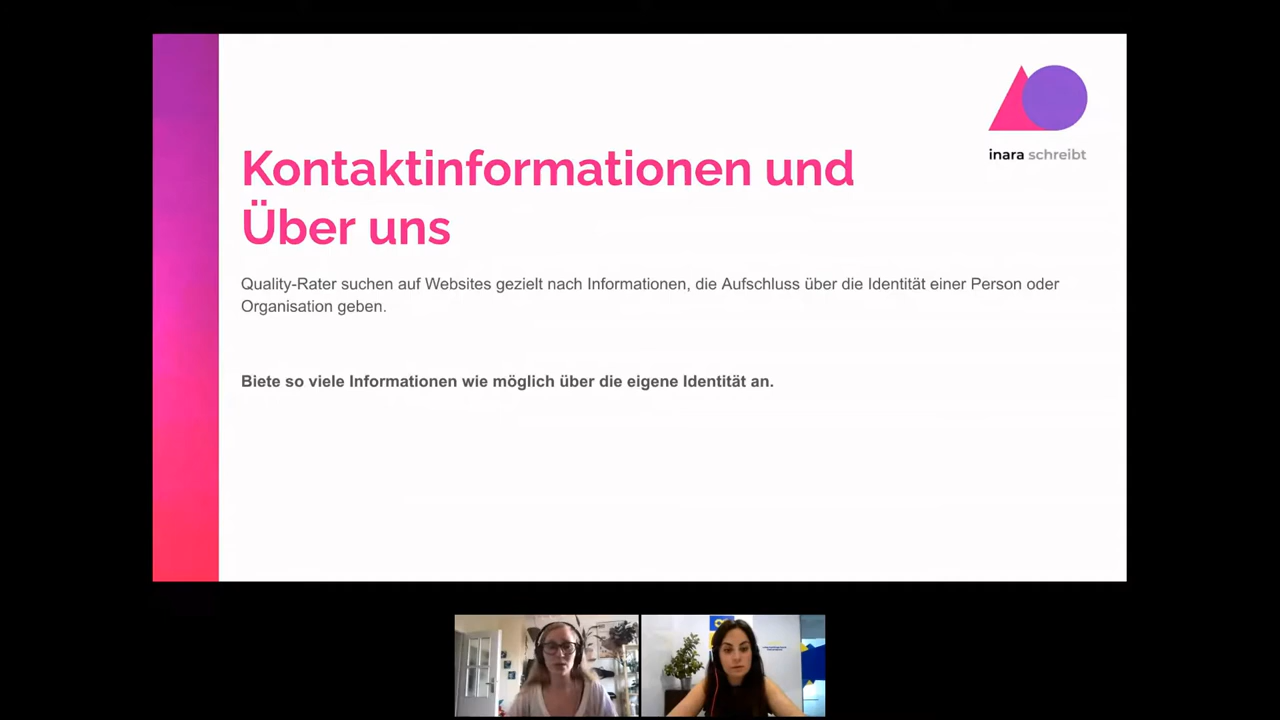 inara schreibt
Kontaktinformationen und
Über uns
Quality-Rater suchen auf Websites gezielt nach Informationen, die Aufschluss über die Identität einer Person oder
Organisation geben.
Biete so viele Informationen wie möglich über die eigene Identität an.